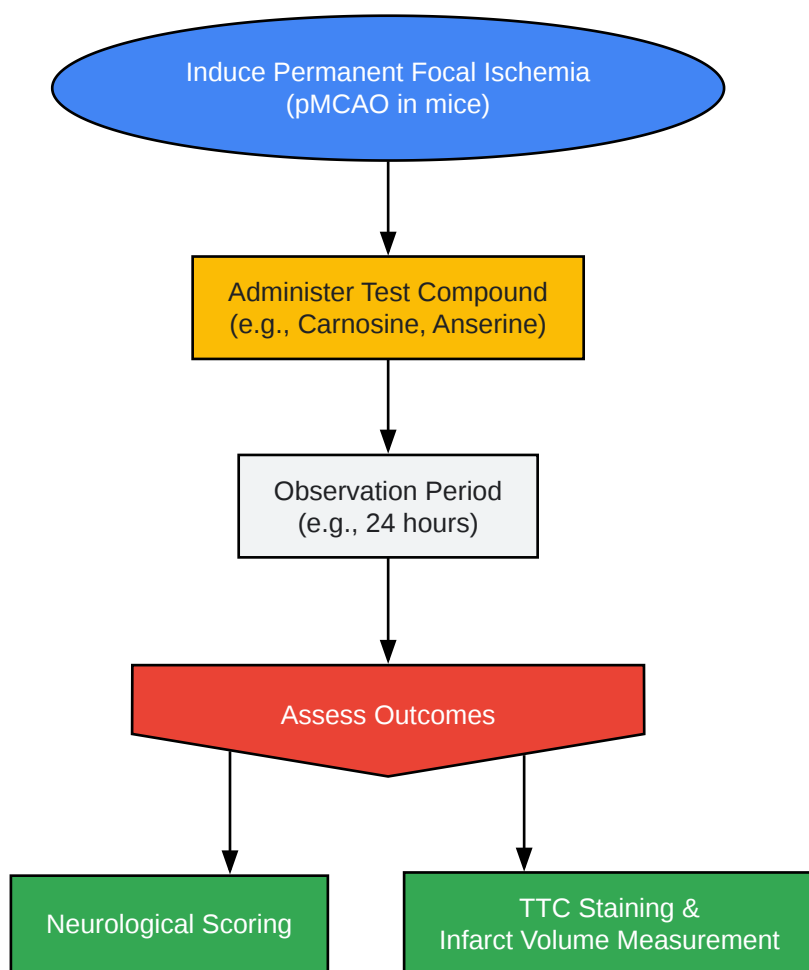 Induce Permanent Focal Ischemia
(pMCAO in mice)
Administer Test Compound
(e.g., Carnosine, Anserine)
Observation Period
(e.g., 24 hours)
Assess Outcomes
Neurological Scoring
TTC Staining &
Infarct Volume Measurement